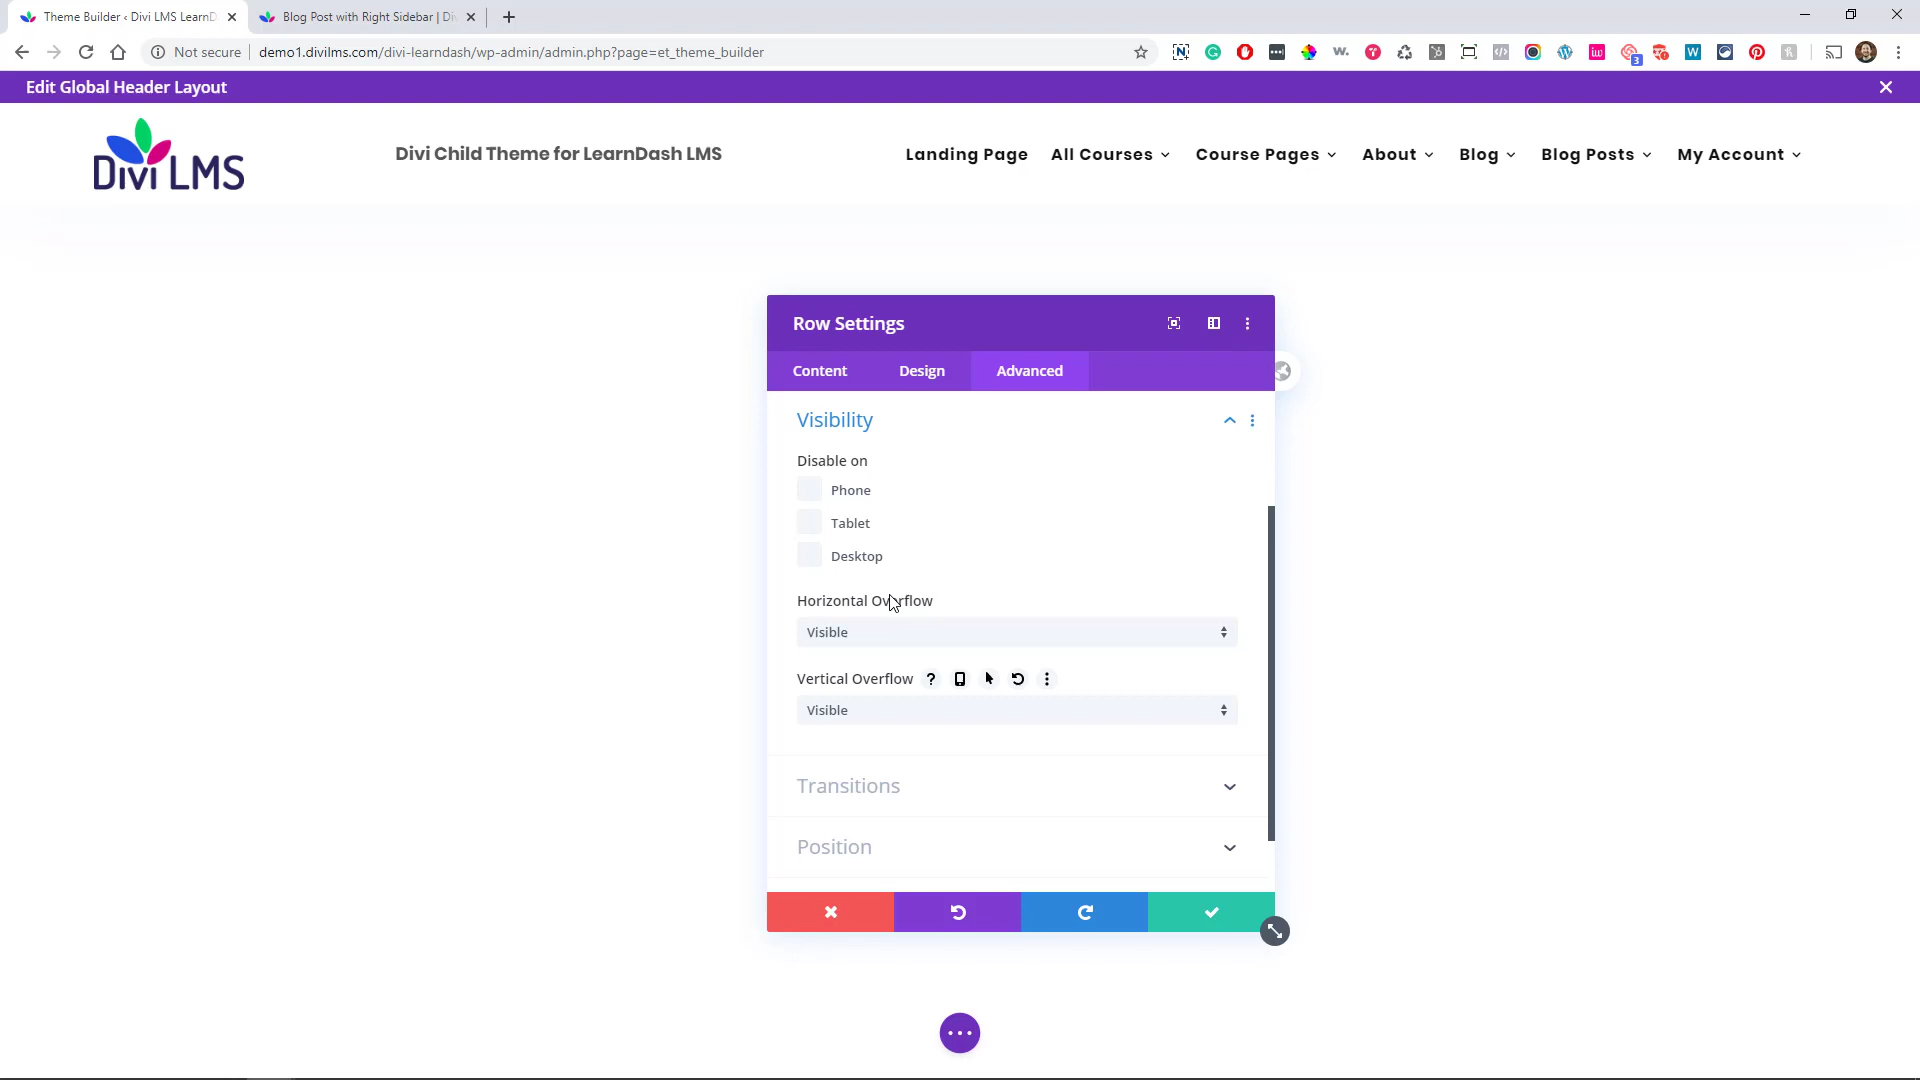 Theme Builder ‹ Divi LMS LearnD
Blog Post with Right Sidebar | Div
Not secure
demo1.divilms.com/divi-learndash/wp-admin/admin.php?page=et_theme_builder
Edit Global Header Layout
DIVI LMS
Divi Child Theme for LearnDash LMS
Landing Page
All Courses
Course Pages
About
Blog
Blog Posts
My Account
Row Settings
Content
Design
Advanced
Visibility
Disable on
Phone
Tablet
Desktop
Horizontal Overflow
Visible
Vertical Overflow
Visible
Transitions
Position